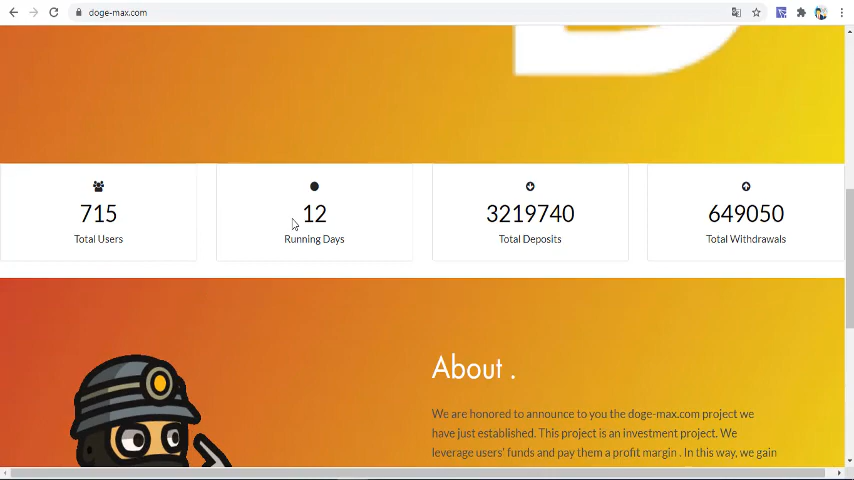 doge-max.com
715
Total Users
12
Running Days
3219740
Total Deposits
649050
Total Withdrawals
About .
We are honored to announce to you the doge-max.com project we
have just established. This project is an investment project. We
leverage users' funds and pay them a profit margin . In this way, we gain